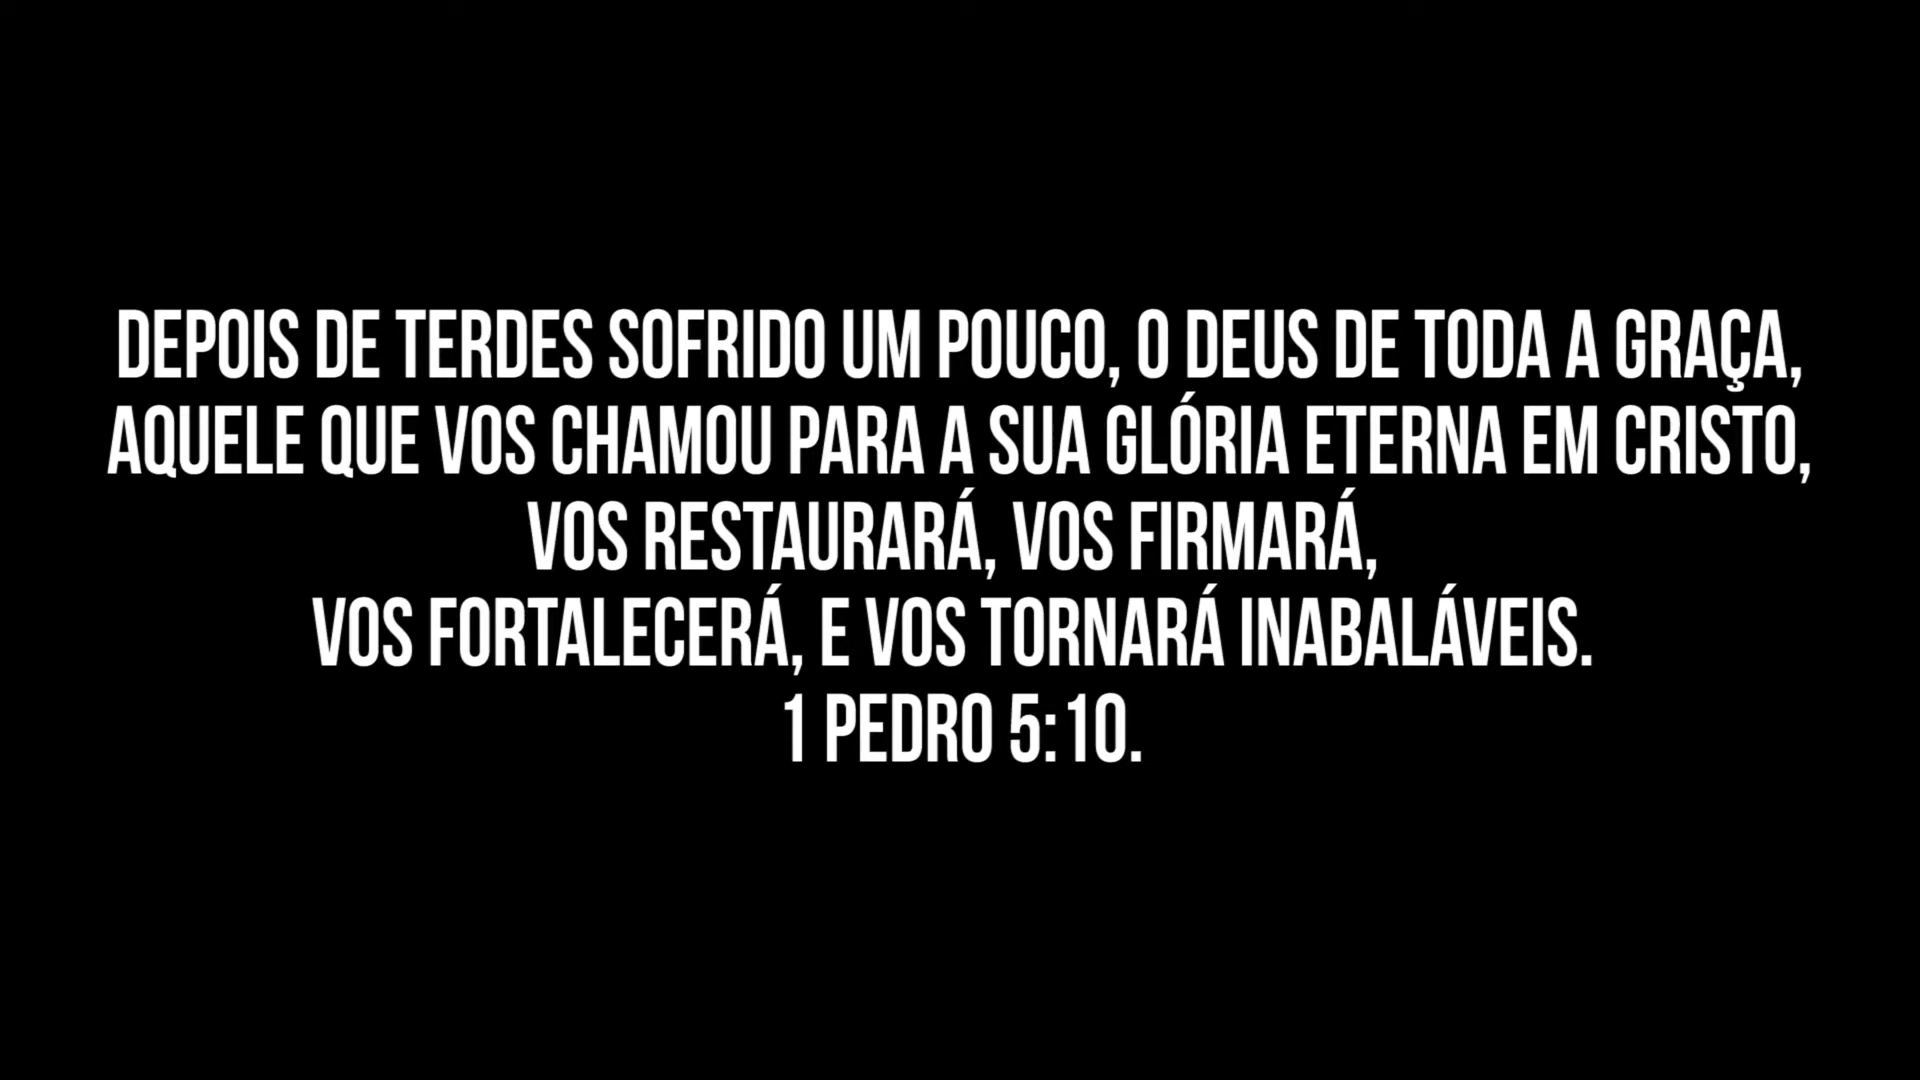 DEPOIS DE TERDES SOFRIDO UM POUCO, O DEUS DE TODA A GRAÇA,
AQUELE QUE VOS CHAMOU PARA A SUA GLÓRIA ETERNA EM CRISTO,
VOS RESTAURARÁ, VOS FIRMARÁ,
VOS FORTALECERÁ, E VOS TORNARÁ INABALÁVEIS.
1 PEDRO 5:10.